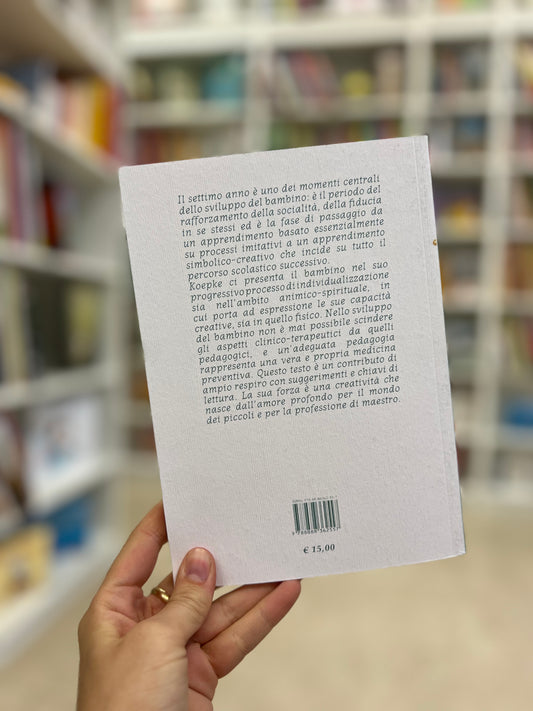 Il settimo anno è uno dei momenti centrali
dello sviluppo del bambino: è il periodo del
rafforzamento della socialità, della fiducia
in se stessi ed è la fase di passaggio da
un apprendimento basato essenzialmente
su processi imitativi a un apprendimento
simbolico-creativo che incide su tutto il
percorso scolastico successivo.
Koepke ci presenta il bambino nel suo
progressivo processo di individualizzazione
sia nell'ambito animico-spirituale, in
cui porta ad espressione le sue capacità
creative, sia in quello fisico. Nello sviluppo
del bambino non è mai possibile scindere
gli aspetti clinico-terapeutici da quelli
pedagogici, e un'adeguata pedagogia
rappresenta una vera e propria medicina
preventiva. Questo testo è un contributo di
ampio respiro con suggerimenti e chiavi di
lettura. La sua forza è una creatività che
nasce dall'amore profondo per il mondo
dei piccoli e per la professione di maestro.
€ 15,00